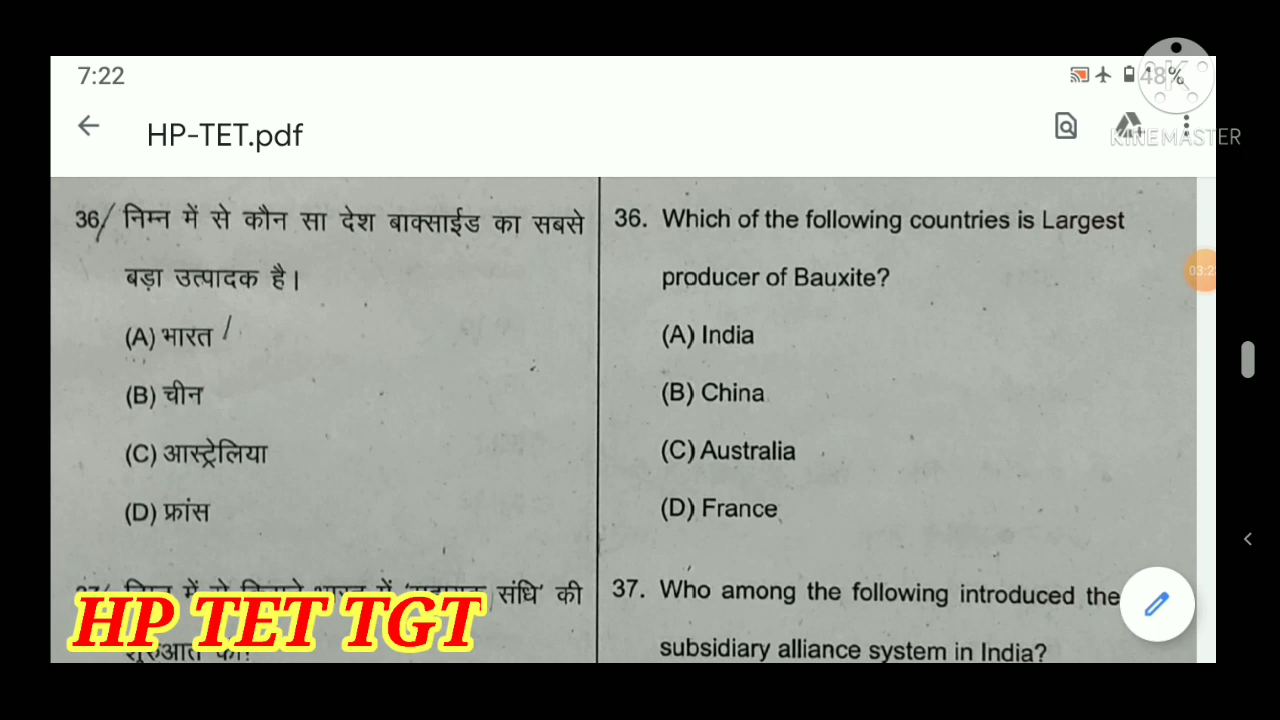 7:22
48%
HP-TET.pdf
KINEMASTER
36/ निम्न में से कौन सा देश बाक्साईड का सबसे
बड़ा उत्पादक है।
(A) भारत /
(B) चीन
(C) आस्ट्रेलिया
(D) फ्रांस
संधि' की
HP TET TGT
36. Which of the following countries is Largest
producer of Bauxite?
(A) India
(B) China
(C) Australia
(D) France
37. Who among the following introduced the
subsidiary alliance system in India?